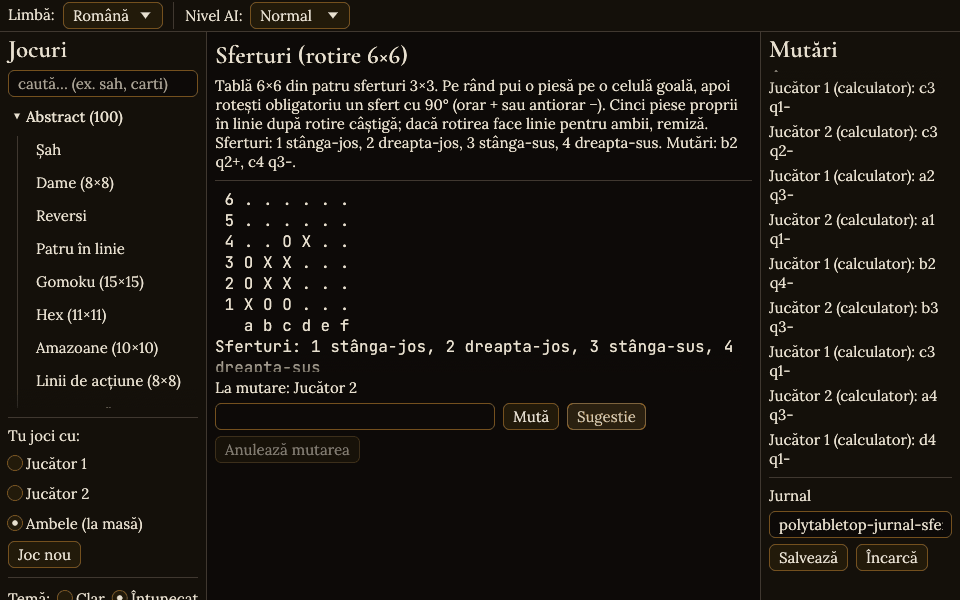 Limbă: Română ▼ Nivel AI: Normal ▼
Jocuri
caută... (ex. sah, carti)
▼ Abstract (100)
Șah
Dame (8×8)
Reversi
Patru în linie
Gomoku (15×15)
Hex (11×11)
Amazoane (10×10)
Linii de acțiune (8×8)
Tu joci cu:
Jucător 1
Jucător 2
Ambele (la masă)
Joc nou
Temă: Clar Întunecat
Sferturi (rotire 6×6)
Tablă 6×6 din patru sferturi 3×3. Pe rând pui o piesă pe o celulă goală, apoi
rotești obligatoriu un sfert cu 90° (orar + sau antiorar −). Cinci piese proprii
în linie după rotire câștigă; dacă rotirea face linie pentru ambii, remiză.
Sferturi: 1 stânga-jos, 2 dreapta-jos, 3 stânga-sus, 4 dreapta-sus. Mutări: b2
q2+, c4 q3-.
6 . . . . . .
5 . . . . . .
4 . . O X . .
3 O X X . . .
2 O X X . . .
1 X O O . . .
a b c d e f
Sferturi: 1 stânga-jos, 2 dreapta-jos, 3 stânga-sus, 4
dreapta-sus
La mutare: Jucător 2
Mută Sugestie
Anulează mutarea
Mutări
Jucător 1 (calculator): c3
q1-
Jucător 2 (calculator): c3
q2-
Jucător 1 (calculator): a2
q3-
Jucător 2 (calculator): a1
q1-
Jucător 1 (calculator): b2
q4-
Jucător 2 (calculator): b3
q3-
Jucător 1 (calculator): c3
q1-
Jucător 2 (calculator): a4
q3-
Jucător 1 (calculator): d4
q1-
Jurnal
polytabletop-jurnal-sfe
Salvează Încarcă